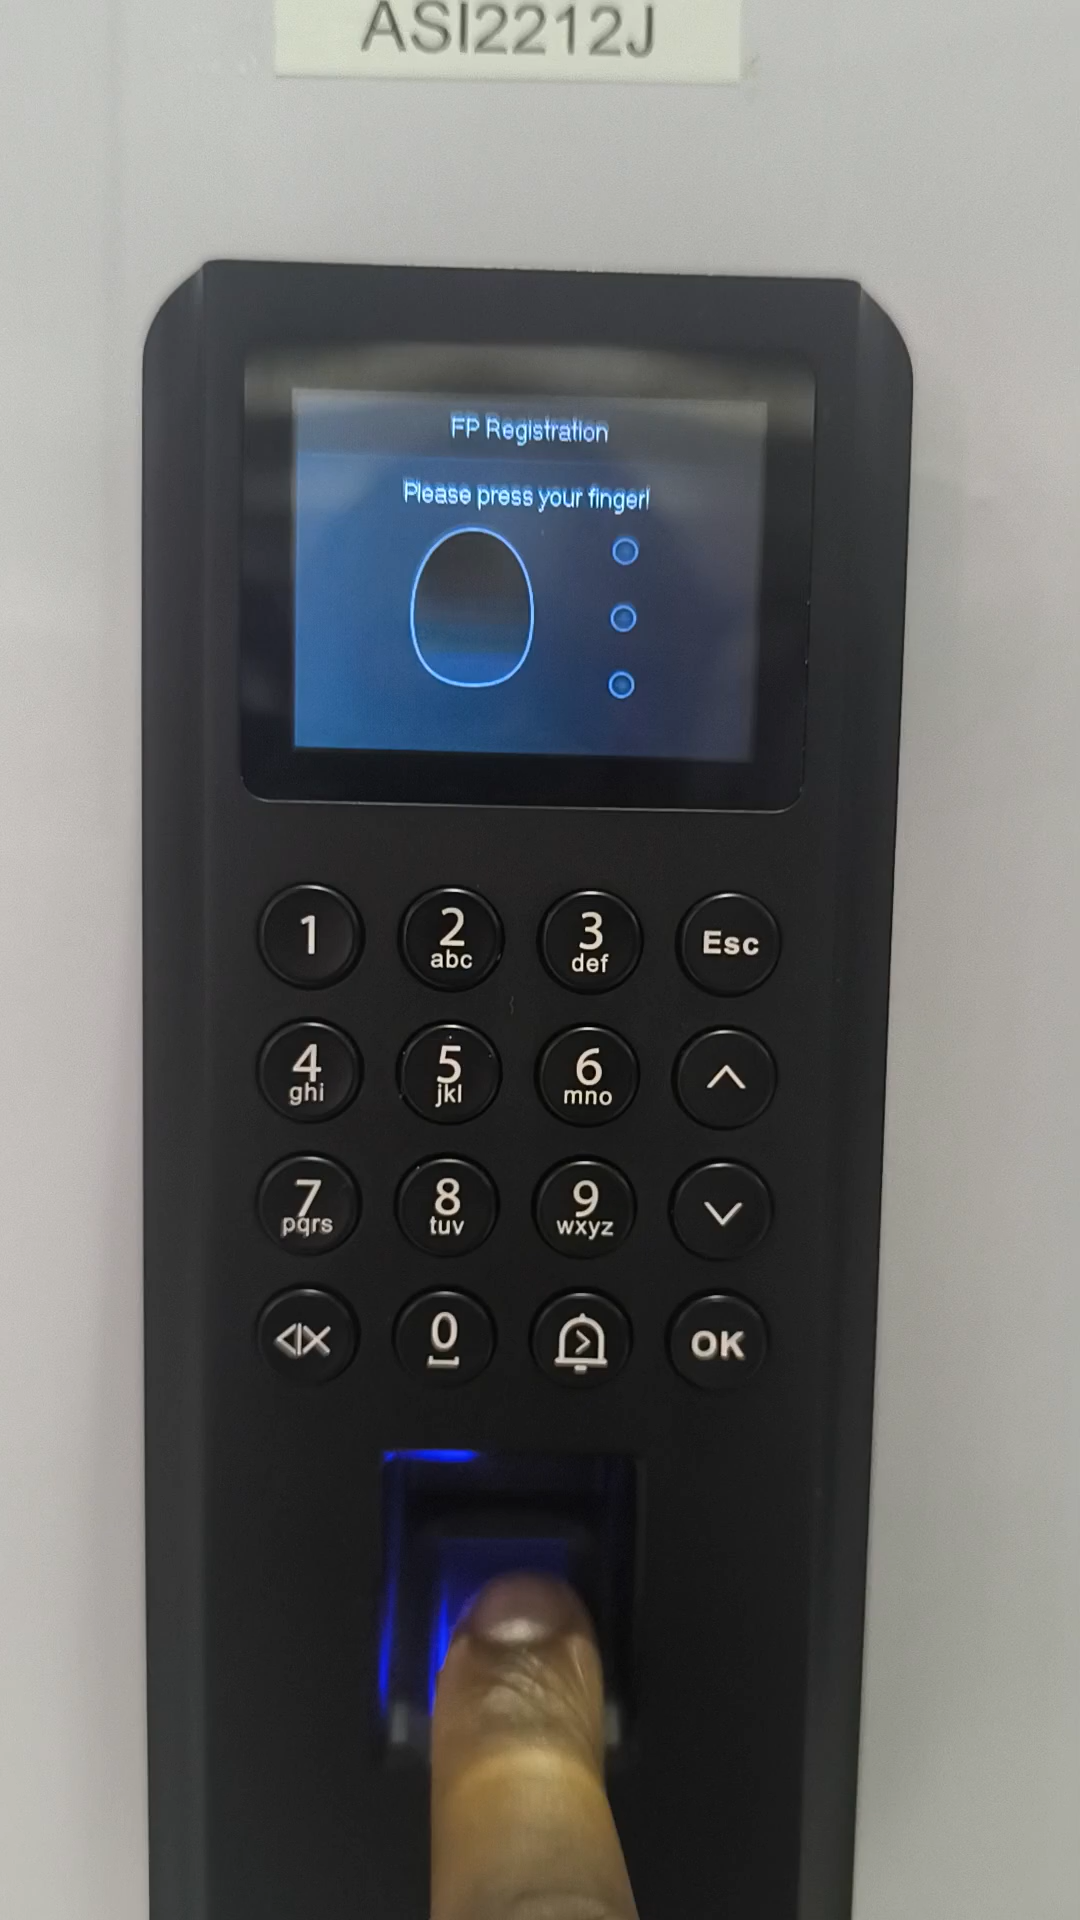 ASI2212J
FP Registration
Please press your finger!
1 2 3 Esc
abc def
4 5 6
ghi jkl mno
7 8 9
pqrs tuv wxyz
0 OK